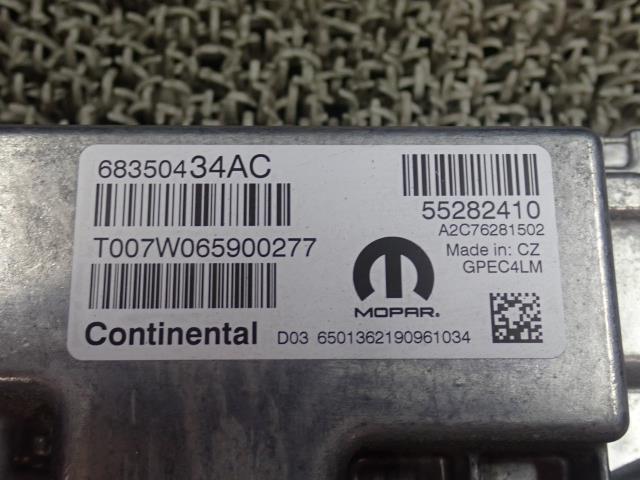 68350434AC
T007W065900277
Continental
55282410
A2C76281502
Made in: CZ
GPEC4LM
MOPAR.
D03 6501362190961034